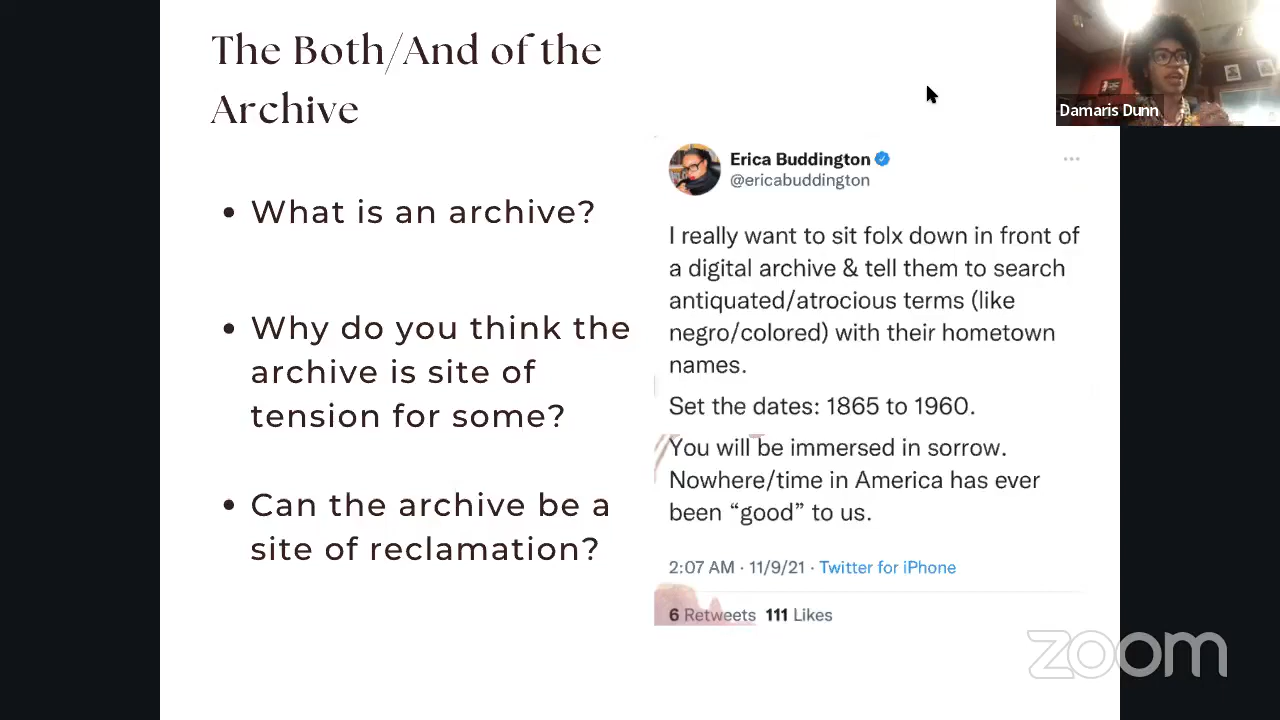 The Both/And of the
Archive
• What is an archive?
• Why do you think the
archive is site of
tension for some?
• Can the archive be a
site of reclamation?
Erica Buddington
@ericabuddington
I really want to sit folx down in front of
a digital archive & tell them to search
antiquated/atrocious terms (like
negro/colored) with their hometown
names.
Set the dates: 1865 to 1960.
You will be immersed in sorrow.
Nowhere/time in America has ever
been “good” to us.
2:07 AM · 11/9/21 · Twitter for iPhone
6 Retweets 111 Likes
Damaris Dunn
zoom